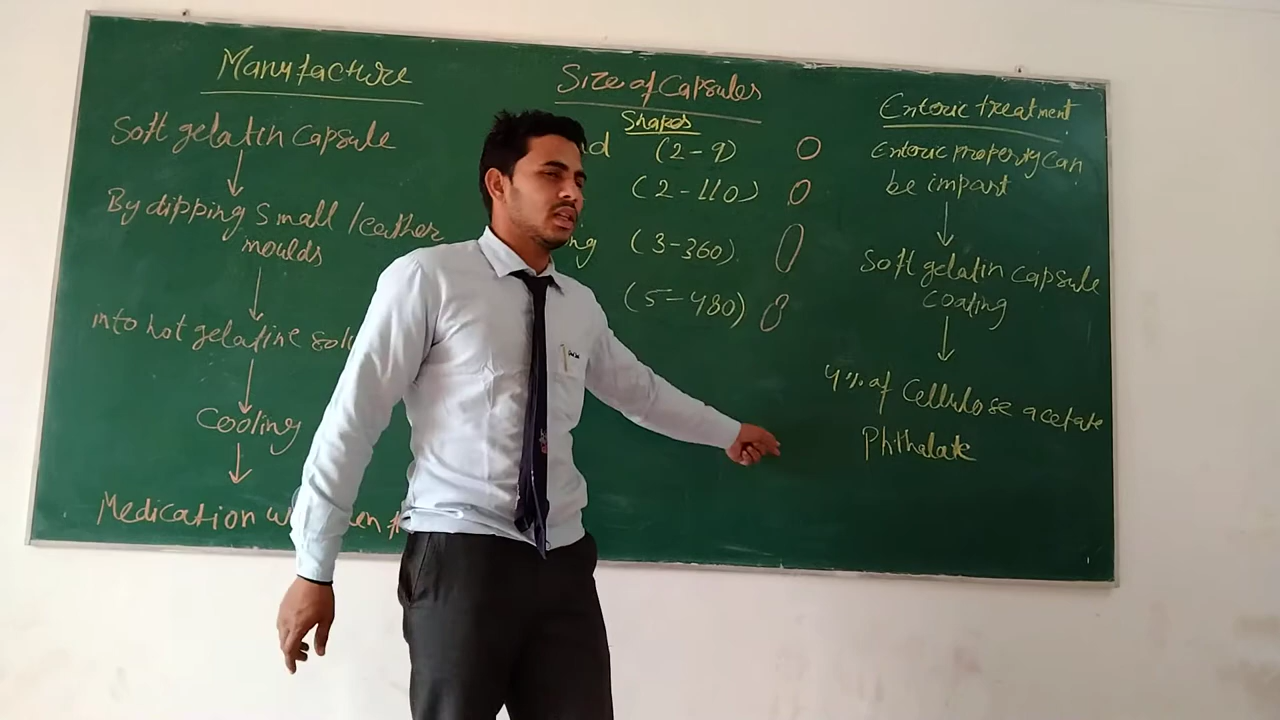 Manufacture
Soft gelatin capsule
By dipping small leather
moulds
into hot gelatine
Cooling
Medication
Size of Capsules
Shapes
(2-9)
(2-110)
(3-360)
(5-480)
Enteric treatment
Enteric property can
be impart
Soft gelatin capsule
coating
4% of Cellulose acetate
Phthalate